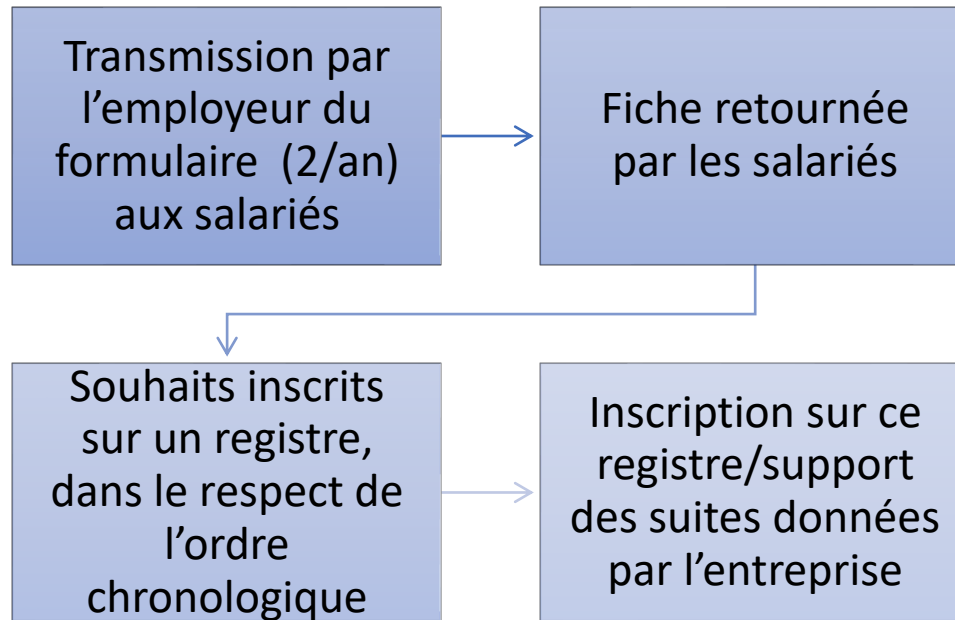 Transmission par
l’employeur du
formulaire (2/an)
aux salariés
Fiche retournée
par les salariés
Souhaits inscrits
sur un registre,
dans le respect de
l’ordre
chronologique
Inscription sur ce
registre/support
des suites données
par l’entreprise